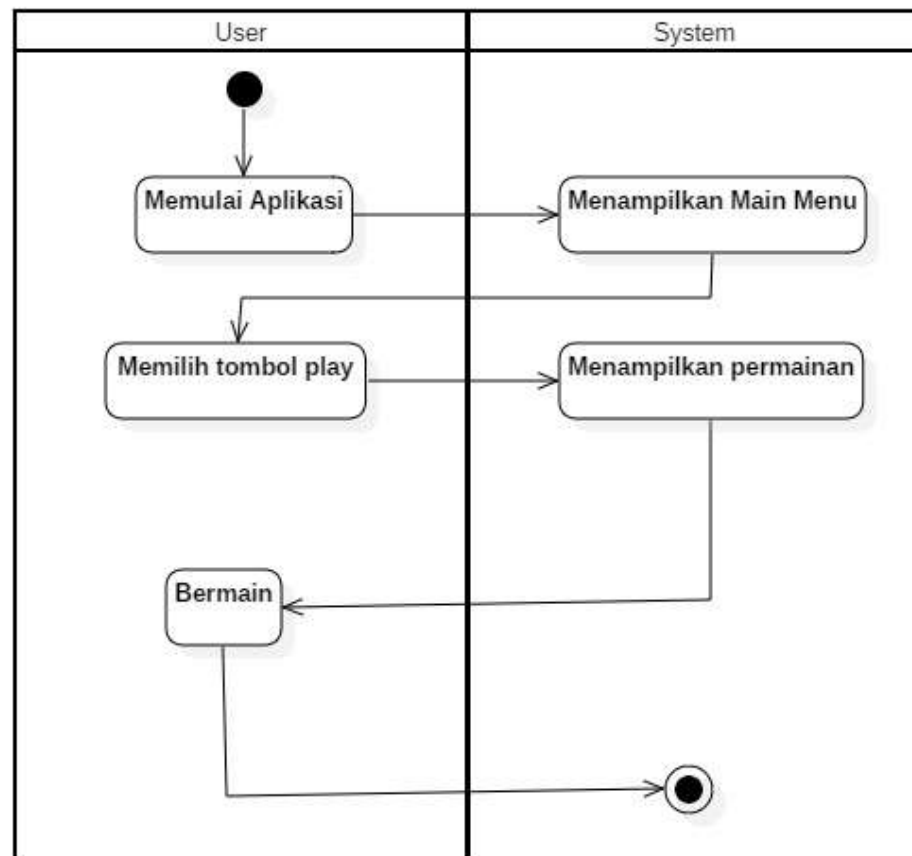 User
System
Memulai Aplikasi
Menampilkan Main Menu
Memilih tombol play
Menampilkan permainan
Bermain